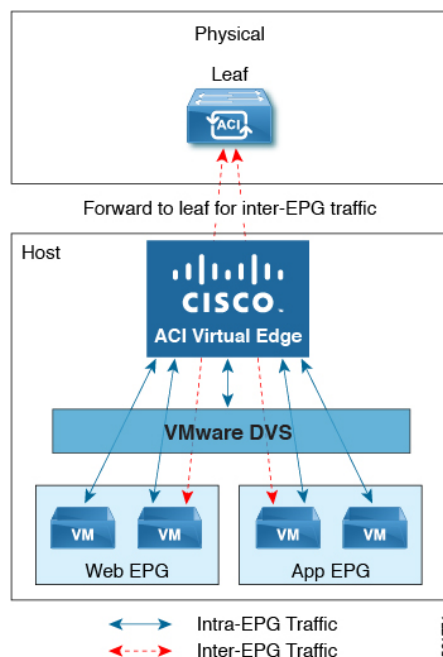 Physical
Leaf
ACI
Forward to leaf for inter-EPG traffic
Host
CISCO™
ACI Virtual Edge
VMware DVS
VM VM VM VM
Web EPG App EPG
Intra-EPG Traffic
Inter-EPG Traffic